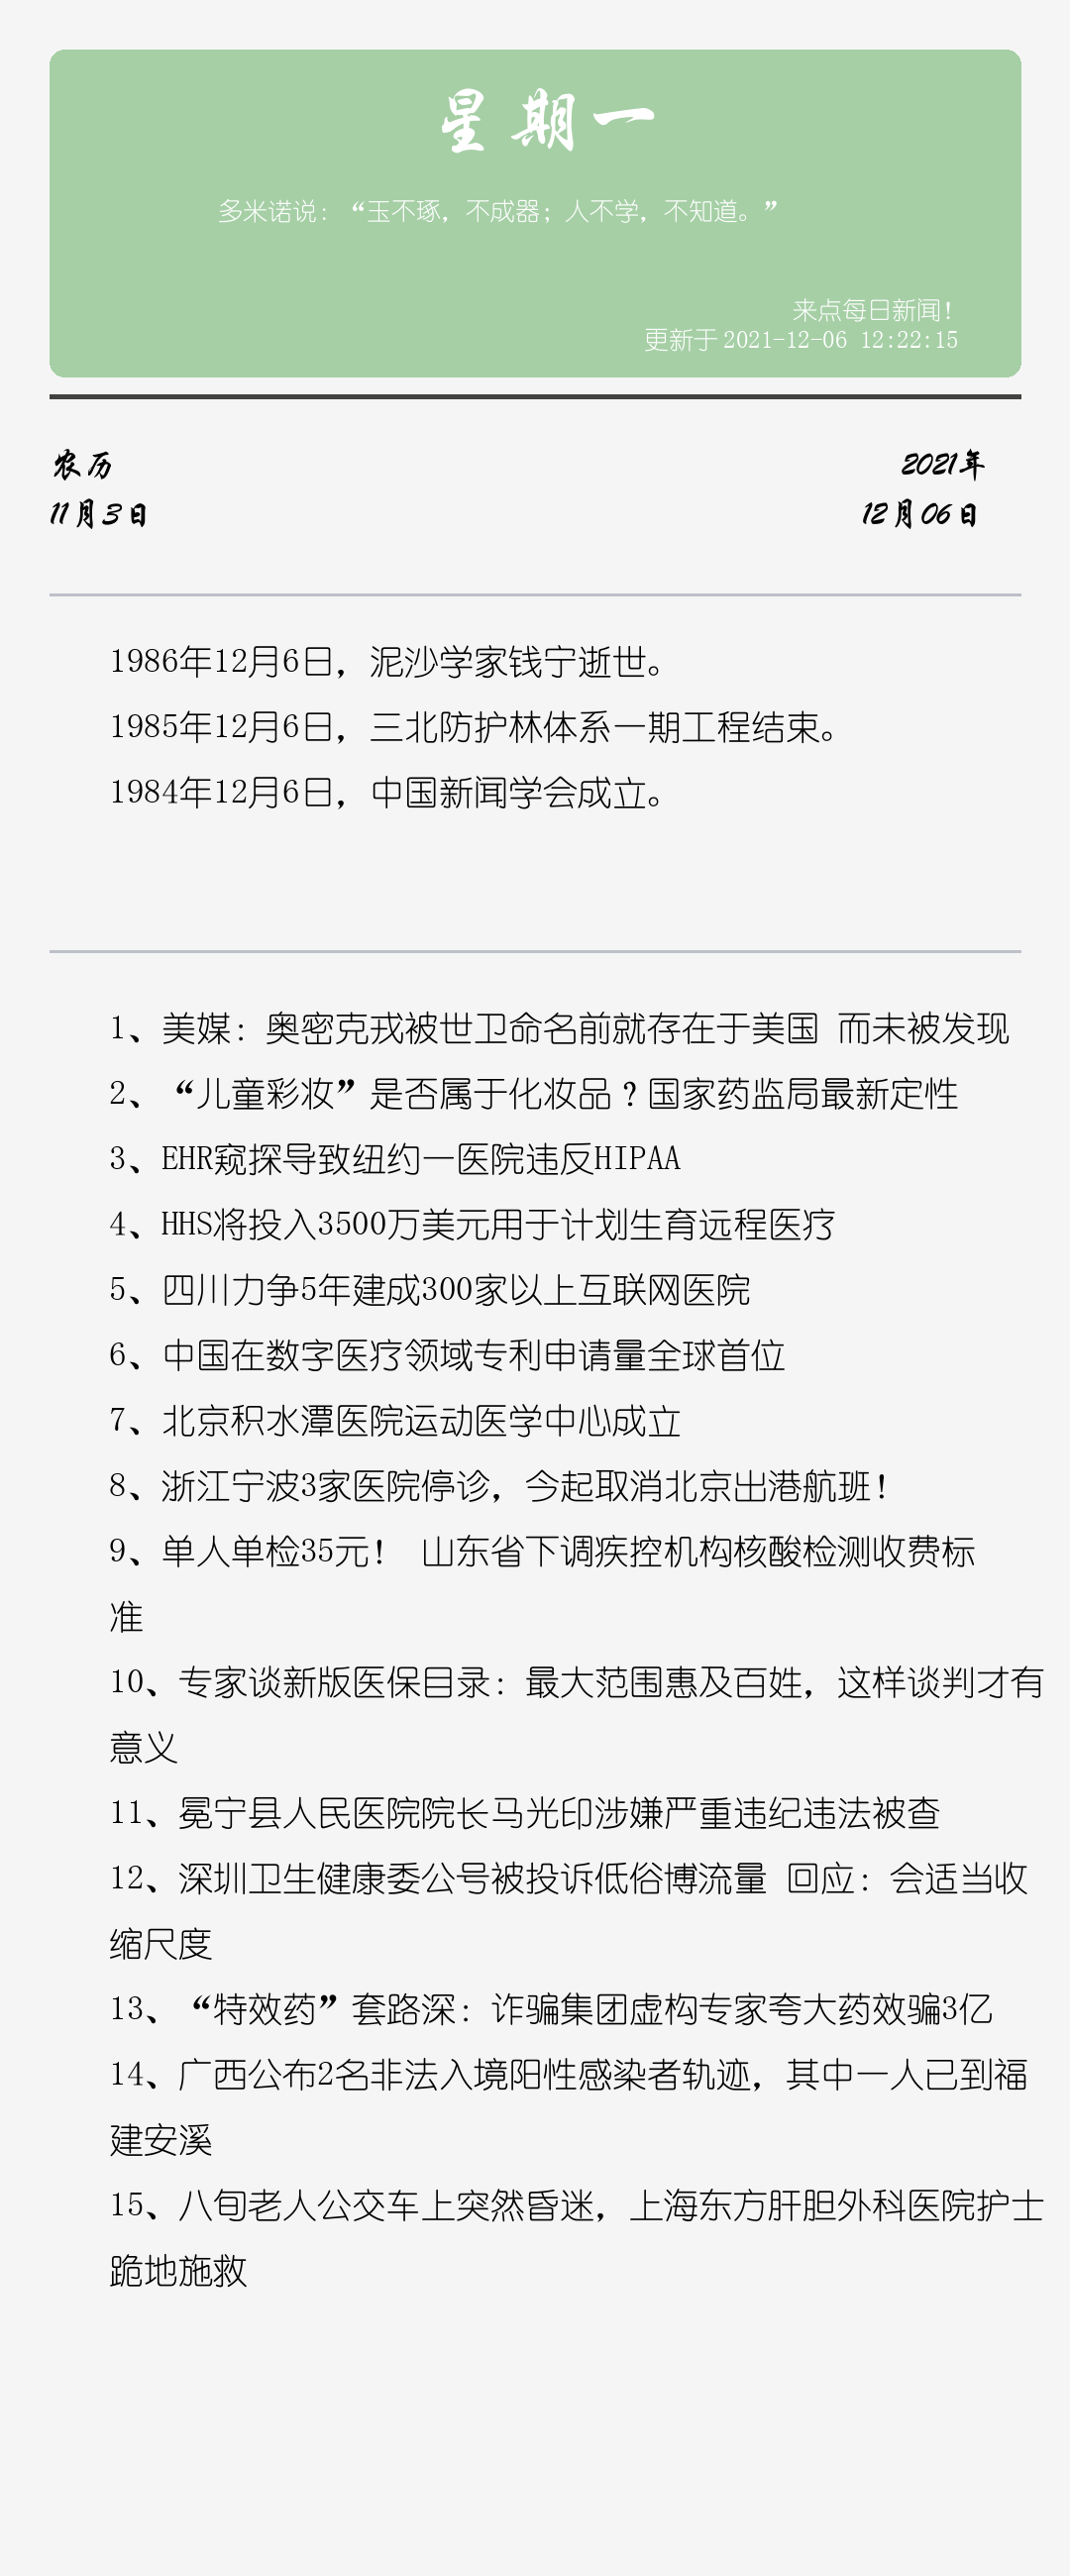 星期一
多米诺说：“玉不琢，不成器；人不学，不知道。”
来点每日新闻！
更新于 2021-12-06 12:22:15
农历
2021年
11月3日
12月06日
1986年12月6日，泥沙学家钱宁逝世。
1985年12月6日，三北防护林体系一期工程结束。
1984年12月6日，中国新闻学会成立。
1、美媒：奥密克戎被世卫命名前就存在于美国 而未被发现
2、“儿童彩妆”是否属于化妆品？国家药监局最新定性
3、EHR窥探导致纽约一医院违反HIPAA
4、HHS将投入3500万美元用于计划生育远程医疗
5、四川力争5年建成300家以上互联网医院
6、中国在数字医疗领域专利申请量全球首位
7、北京积水潭医院运动医学中心成立
8、浙江宁波3家医院停诊，今起取消北京出港航班！
9、单人单检35元！ 山东省下调疾控机构核酸检测收费标
准
10、专家谈新版医保目录：最大范围惠及百姓，这样谈判才有
意义
11、冕宁县人民医院院长马光印涉嫌严重违纪违法被查
12、深圳卫生健康委公号被投诉低俗博流量 回应：会适当收
缩尺度
13、“特效药”套路深：诈骗集团虚构专家夸大药效骗3亿
14、广西公布2名非法入境阳性感染者轨迹，其中一人已到福
建安溪
15、八旬老人公交车上突然昏迷，上海东方肝胆外科医院护士
跪地施救